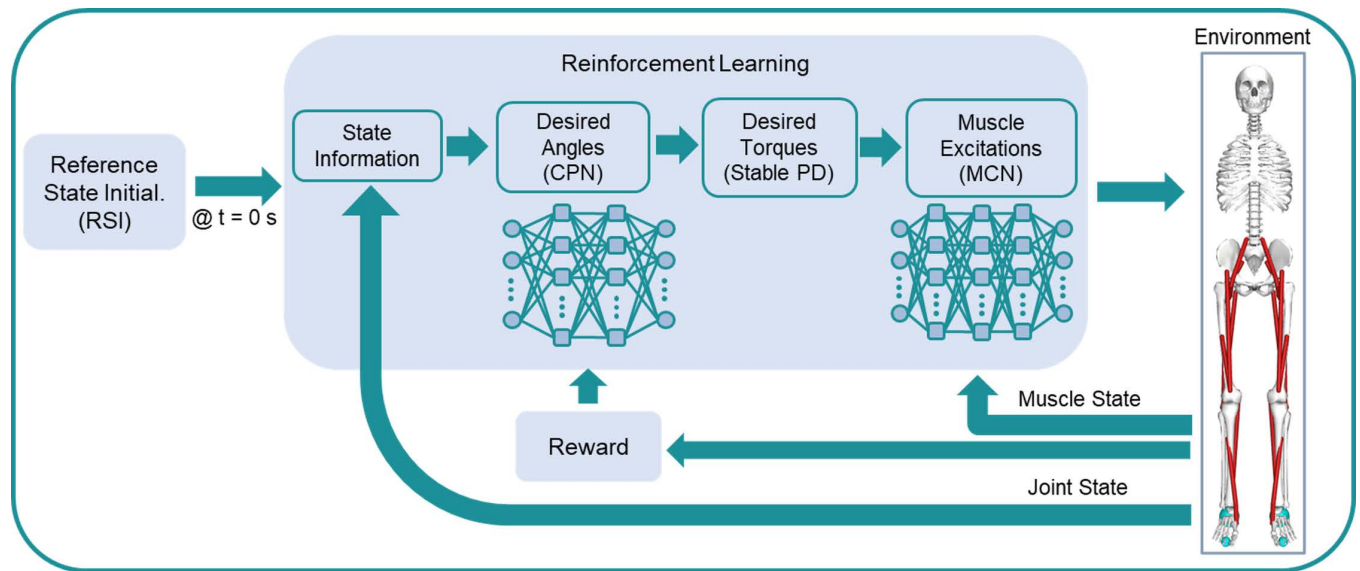 Environment
Reinforcement Learning
Reference
State Initial.
(RSI)
@ t = 0 s
State
Information
Desired
Angles
(CPN)
Desired
Torques
(Stable PD)
Muscle
Excitations
(MCN)
Reward
Muscle State
Joint State